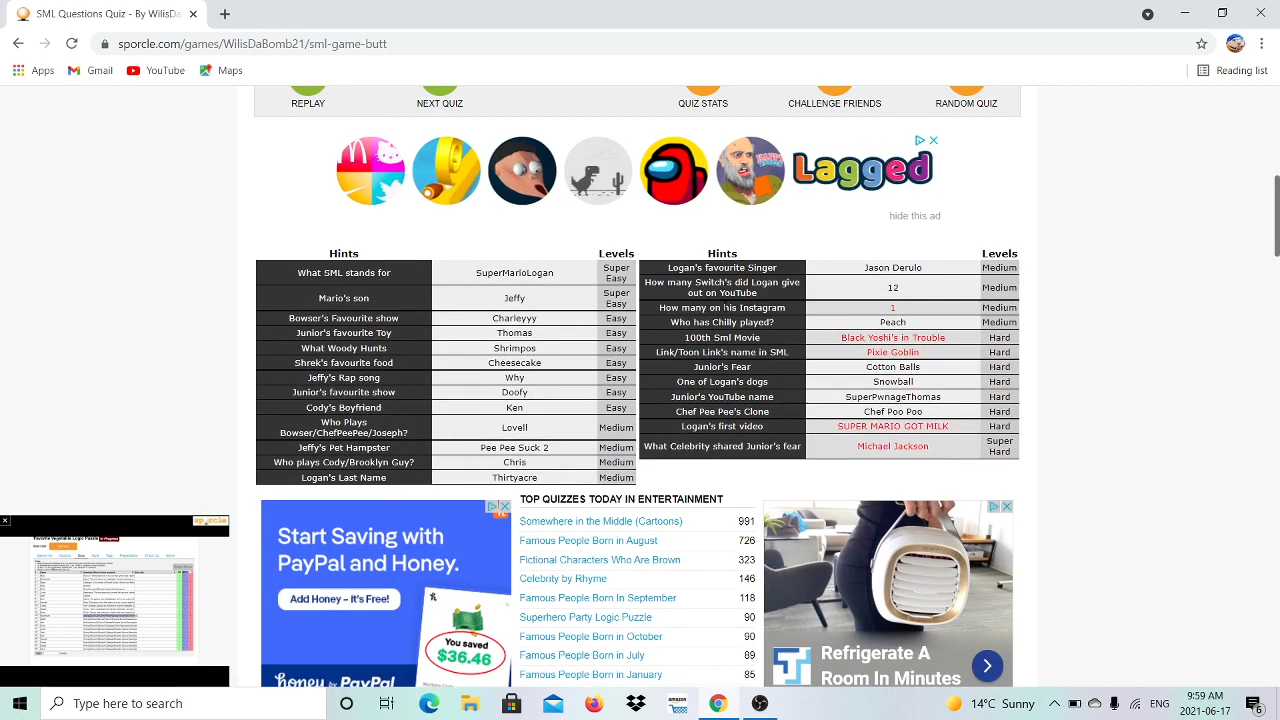 SML Questions Quiz - By WilisDa
sporcle.com/games/WilisDaBomb21/sml-game-butt
Apps
Gmail
YouTube
Maps
Reading list
REPLAY
NEXT QUIZ
QUIZ STATS
CHALLENGE FRIENDS
RANDOM QUIZ
Lagged
hide this ad
Hints Levels
What SML stands for SuperMarioLogan Super Easy
Mario's son Jeffy Super Easy
Bowser's Favourite show Charleyyy Easy
Junior's favourite Toy Thomas Easy
What Woody Hunts Shrimpos Easy
Shrek's favourite food Cheesecake Easy
Jeffy's Rap song Why Easy
Junior's favourite show Doofy Easy
Cody's Boyfriend Ken Easy
Who Plays Bowser/ChefPeePee/Joseph? Lovell Medium
Jeffy's Pet Hampster Pee Pee Suck 2 Medium
Who plays Cody/Brooklyn Guy? Chris Medium
Logan's Last Name Thirtyacre Medium
Hints Levels
Logan's favourite Singer Jason Derulo Medium
How many Switch's did Logan give out on YouTube 12 Medium
How many on his Instagram 1 Medium
Who has Chilly played? Peach Medium
100th Sml Movie Black Yoshi's in Trouble Hard
Link/Toon Link's name in SML Pixie Goblin Hard
Junior's Fear Cotton Balls Hard
One of Logan's dogs Snowball Hard
Junior's YouTube name SuperPwnageThomas Hard
Chef Pee Pee's Clone Chef Poo Poo Hard
Logan's first video SUPER MARIO GOT MILK Hard
What Celebrity shared Junior's fear Michael Jackson Super Hard
Start Saving with
PayPal and Honey.
Add Honey – It's Free!
You saved
$36.46
honey by PayPal
TOP QUIZZES TODAY IN ENTERTAINMENT
Somewhere in the Middle (Cartoons) 991
Famous People Born in August
Fictional Characters Who Are Brown
Celebrity by Rhyme
Famous People Born In September 118
Superhero Party Logic Puzzle
Famous People Born in October
Famous People Born in July 89
Famous People Born in January 85
Refrigerate A
Room In Minutes
sporcle
Favorite Vegetable Logic Puzzle
Type here to search
amazon
14°C Sunny
ENG
9:59 AM
2021-06-17
6